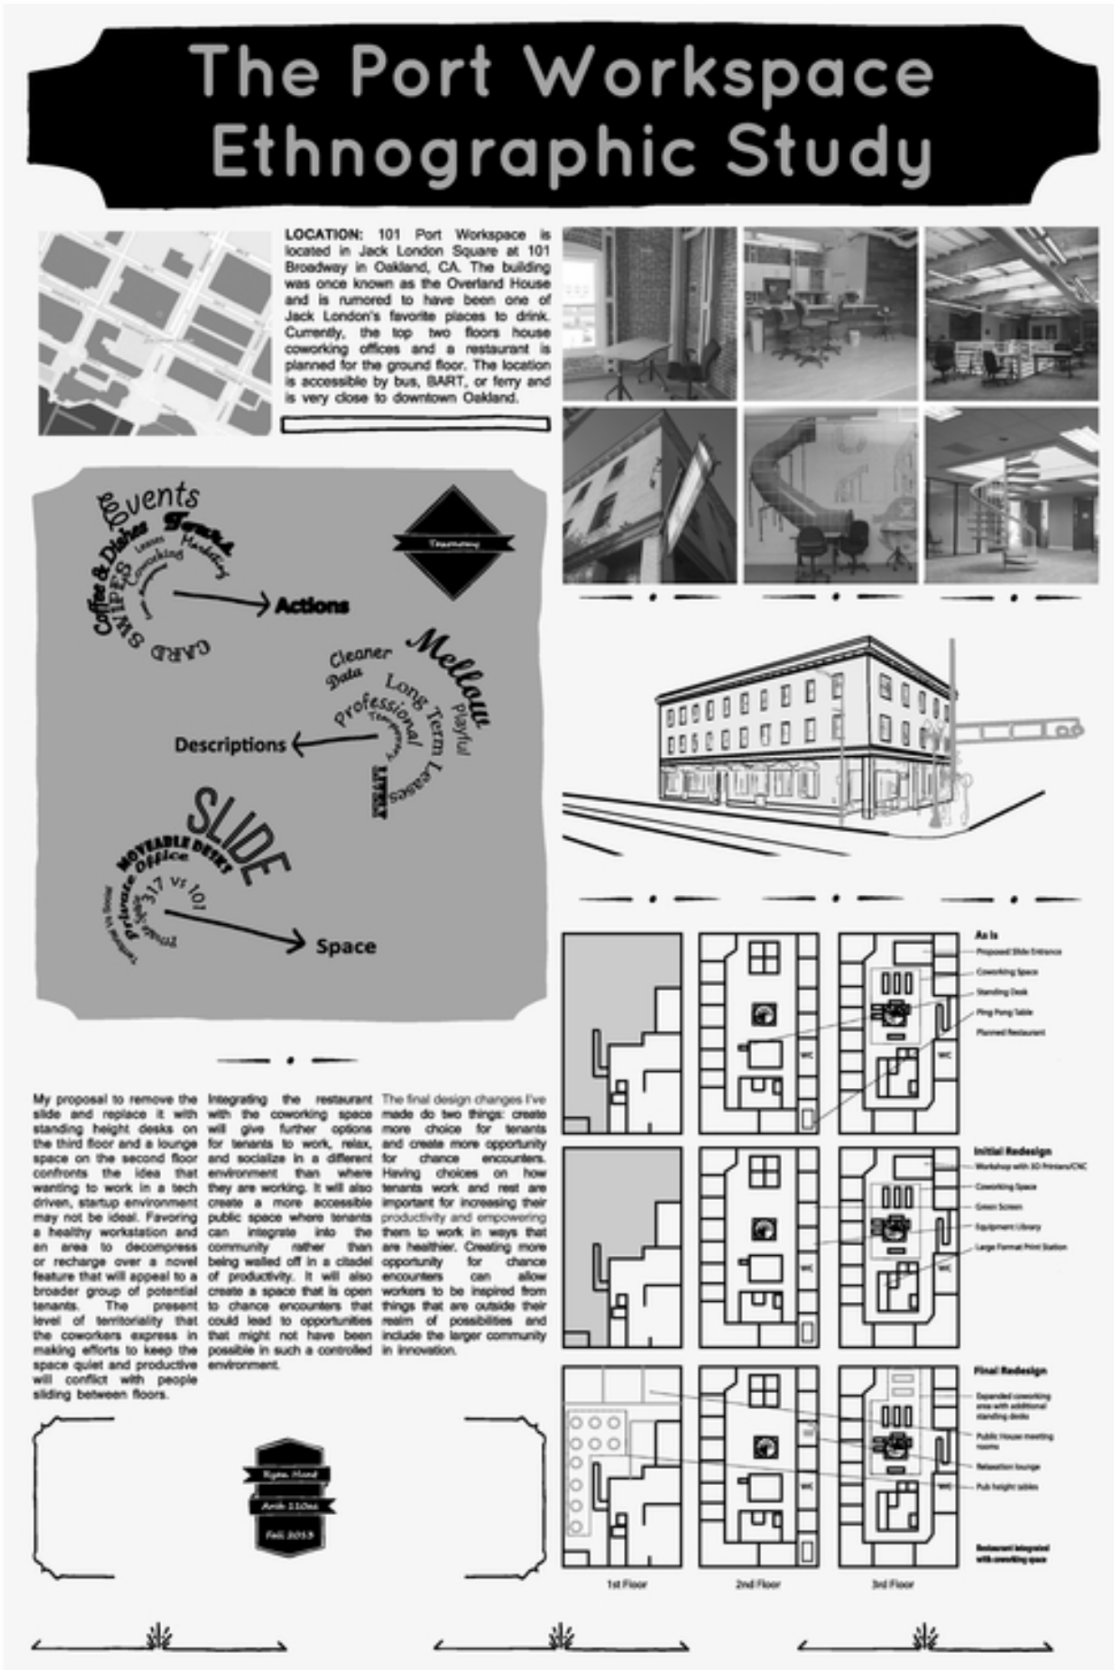 The Port Workspace
Ethnographic Study
LOCATION: 101 Port Workspace is
located in Jack London Square at 101
Broadway in Oakland, CA. The building
was once known as the Overland House
and is rumored to have been one of
Jack London's favorite places to drink.
Currently, the top two floors house
coworking offices and a restaurant is
planned for the ground floor. The location
is accessible by bus, BART, or ferry and
is very close to downtown Oakland.
Events
Tours
Coffee & Dishes
Leases
Marketing
Coworking
CARD SWIPES
Actions
Taxonomy
Mellow
Cleaner
Data
Long Term Leases
Playful
Professional
Temporary
LIVELY
Descriptions
SLIDE
MOVEABLE DESKS
Private Office
317 vs 101
Space
My proposal to remove the
slide and replace it with
standing height desks on
the third floor and a lounge
space on the second floor
confronts the idea that
wanting to work in a tech
driven, startup environment
may not be ideal. Favoring
a healthy workstation and
an area to decompress
or recharge over a novel
feature that will appeal to a
broader group of potential
tenants. The present
level of territoriality that
the coworkers express in
making efforts to keep the
space quiet and productive
will conflict with people
sliding between floors.
Integrating the restaurant
with the coworking space
will give further options
for tenants to work, relax,
and socialize in a different
environment than where
they are working. It will also
create a more accessible
public space where tenants
can integrate into the
community rather than
being walled off in a citadel
of productivity. It will also
create a space that is open
to chance encounters that
could lead to opportunities
that might not have been
possible in such a controlled
environment.
The final design changes I've
made do two things: create
more choice for tenants
and create more opportunity
for chance encounters.
Having choices on how
tenants work and rest are
important for increasing their
productivity and empowering
them to work in ways that
are healthier. Creating more
opportunity for chance
encounters can allow
workers to be inspired from
things that are outside their
realm of possibilities and
include the larger community
in innovation.
Ryan Hand
Arch 110ac
Fall 2013
As Is
Proposed Slide Entrance
Coworking Space
Standing Desk
Ping Pong Table
Planned Restaurant
WC
WC
Initial Redesign
Workshop with 3D Printers/CNC
Coworking Space
Green Screen
Equipment Library
Large Format Print Station
WC
WC
Final Redesign
Expanded coworking
area with additional
standing desks
Public House meeting
rooms
Relaxation lounge
Pub height tables
WC
WC
Restaurant integrated
with coworking space
1st Floor
2nd Floor
3rd Floor